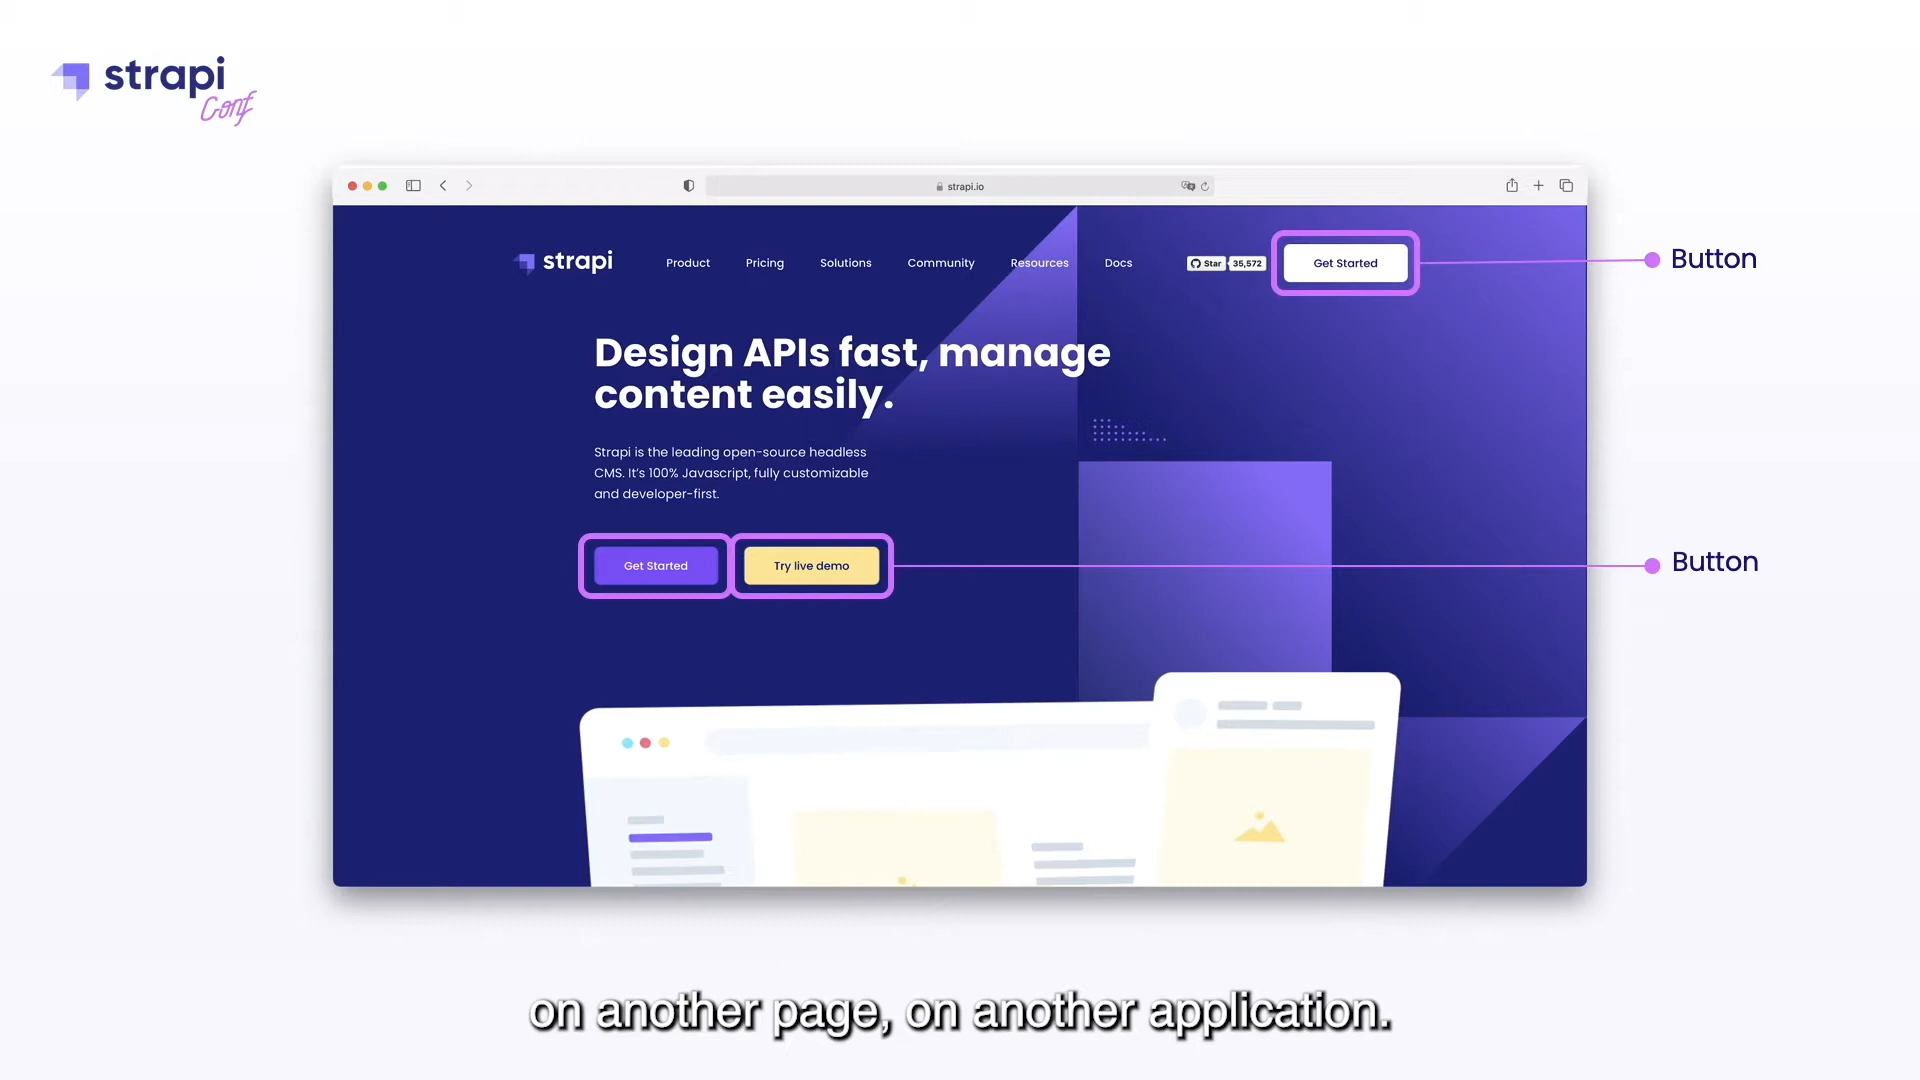 strapi
Conf
strapi.io
strapi
Product
Pricing
Solutions
Community
Resources
Docs
Star
35,572
Get Started
Button
Design APIs fast, manage
content easily.
Strapi is the leading open-source headless
CMS. It's 100% Javascript, fully customizable
and developer-first.
Get Started
Try live demo
Button
on another page, on another application.